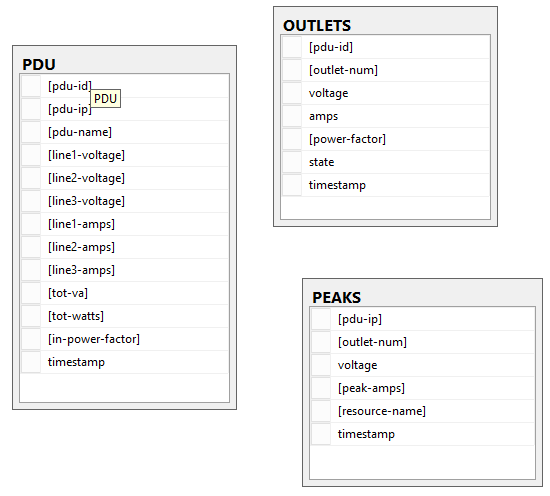 PDU
[pdu-id]
PDU
[pdu-ip]
[pdu-name]
[line1-voltage]
[line2-voltage]
[line3-voltage]
[line1-amps]
[line2-amps]
[line3-amps]
[tot-va]
[tot-watts]
[in-power-factor]
timestamp
OUTLETS
[pdu-id]
[outlet-num]
voltage
amps
[power-factor]
state
timestamp
PEAKS
[pdu-ip]
[outlet-num]
voltage
[peak-amps]
[resource-name]
timestamp